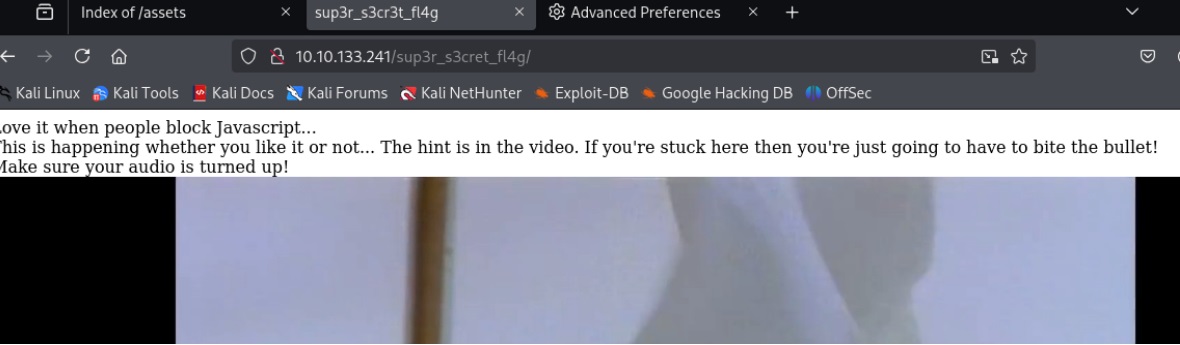 Index of /assets
sup3r_s3cr3t_fl4g
Advanced Preferences
10.10.133.241/sup3r_s3cret_fl4g/
Kali Linux Kali Tools Kali Docs Kali Forums Kali NetHunter Exploit-DB Google Hacking DB OffSec
ove it when people block Javascript...
This is happening whether you like it or not... The hint is in the video. If you're stuck here then you're just going to have to bite the bullet!
Make sure your audio is turned up!